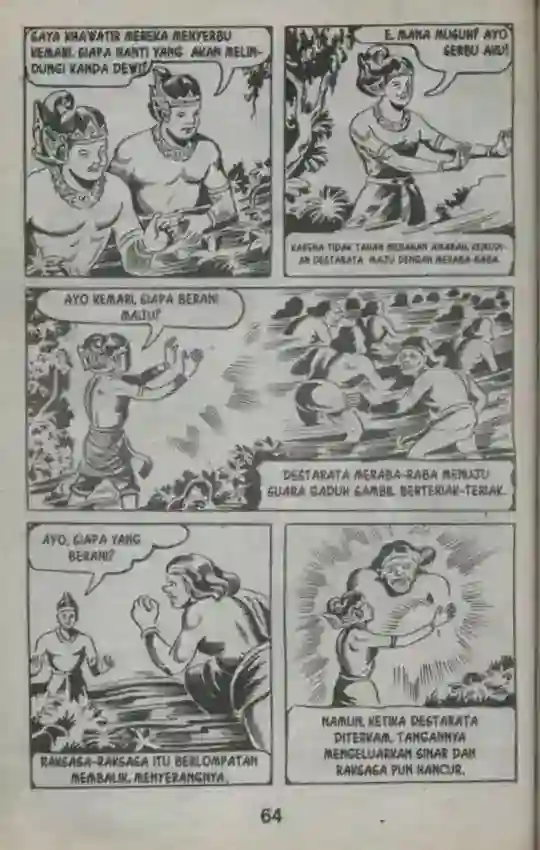 SAYA KHAWATIR MEREKA MENYERBU
KEMARI. SIAPA NANTI YANG AKAN MELIN-
DUNGI KANDA DEWI?
E. MANA MUSUH? AYO
SERBU AKU!
KARENA TIDAK TAHAN MENAHAN AMARAH, KEMUDI-
AN DESTARATA MAJU DENGAN MERABA-RABA.
AYO KEMARI, SIAPA BERANI
MAJU?
DESTARATA MERABA-RABA MENUJU
SUARA GADUH SAMBIL BERTERIAK-TERIAK.
AYO, SIAPA YANG
BERANI?
RAKSASA-RAKSASA ITU BERLOMPATAN
MEMBALIK, MENYERANGNYA.
NAMUN, KETIKA DESTARATA
DITERKAM, TANGANNYA
MENGELUARKAN SINAR DAN
RAKSASA PUN HANCUR.
64